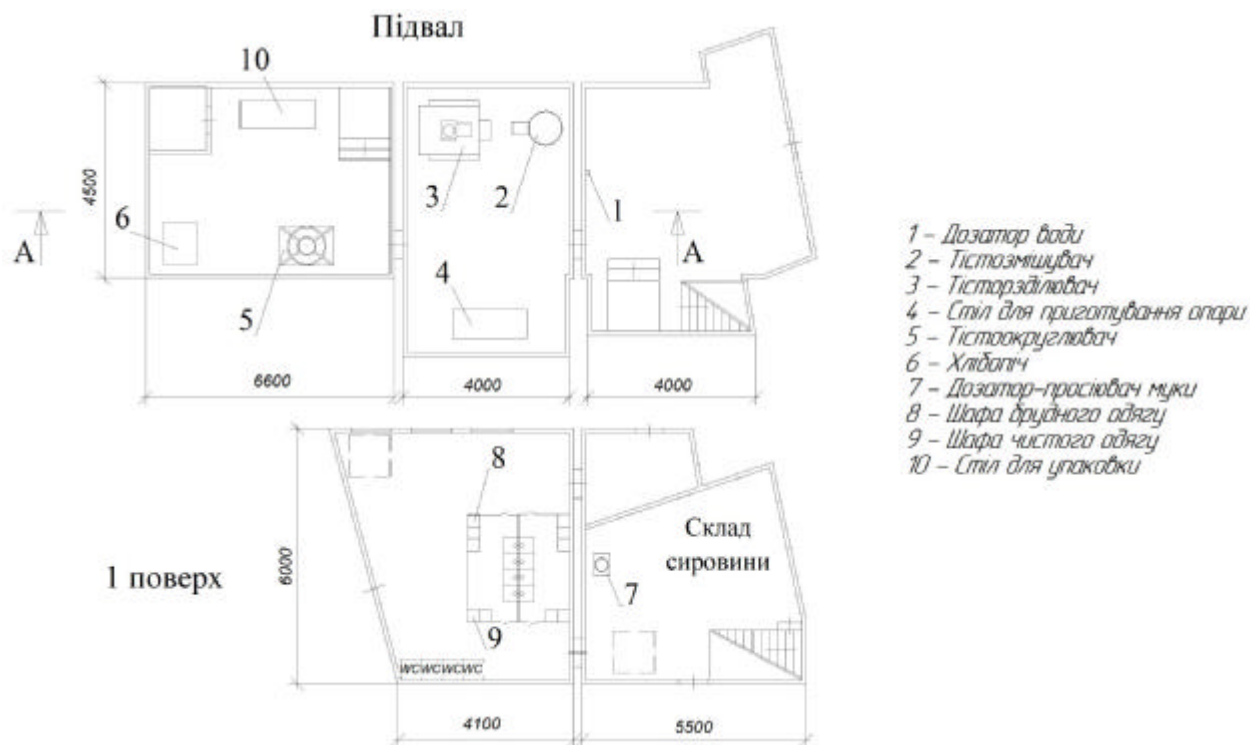 Підвал
10
4500
6
3
2
1
А
А
5
4
6600
4000
4000
1 – Дозатор води
2 – Тістозмішувач
3 – Тісторзділювач
4 – Стіл для приготування опари
5 – Тістоокруглювач
6 – Хлібопіч
7 – Дозатор-просіювач муки
8 – Шафа брудного одягу
9 – Шафа чистого одягу
10 – Стіл для упаковки
8
6000
1 поверх
Склад
сировини
7
9
WCWCWCWC
4100
5500